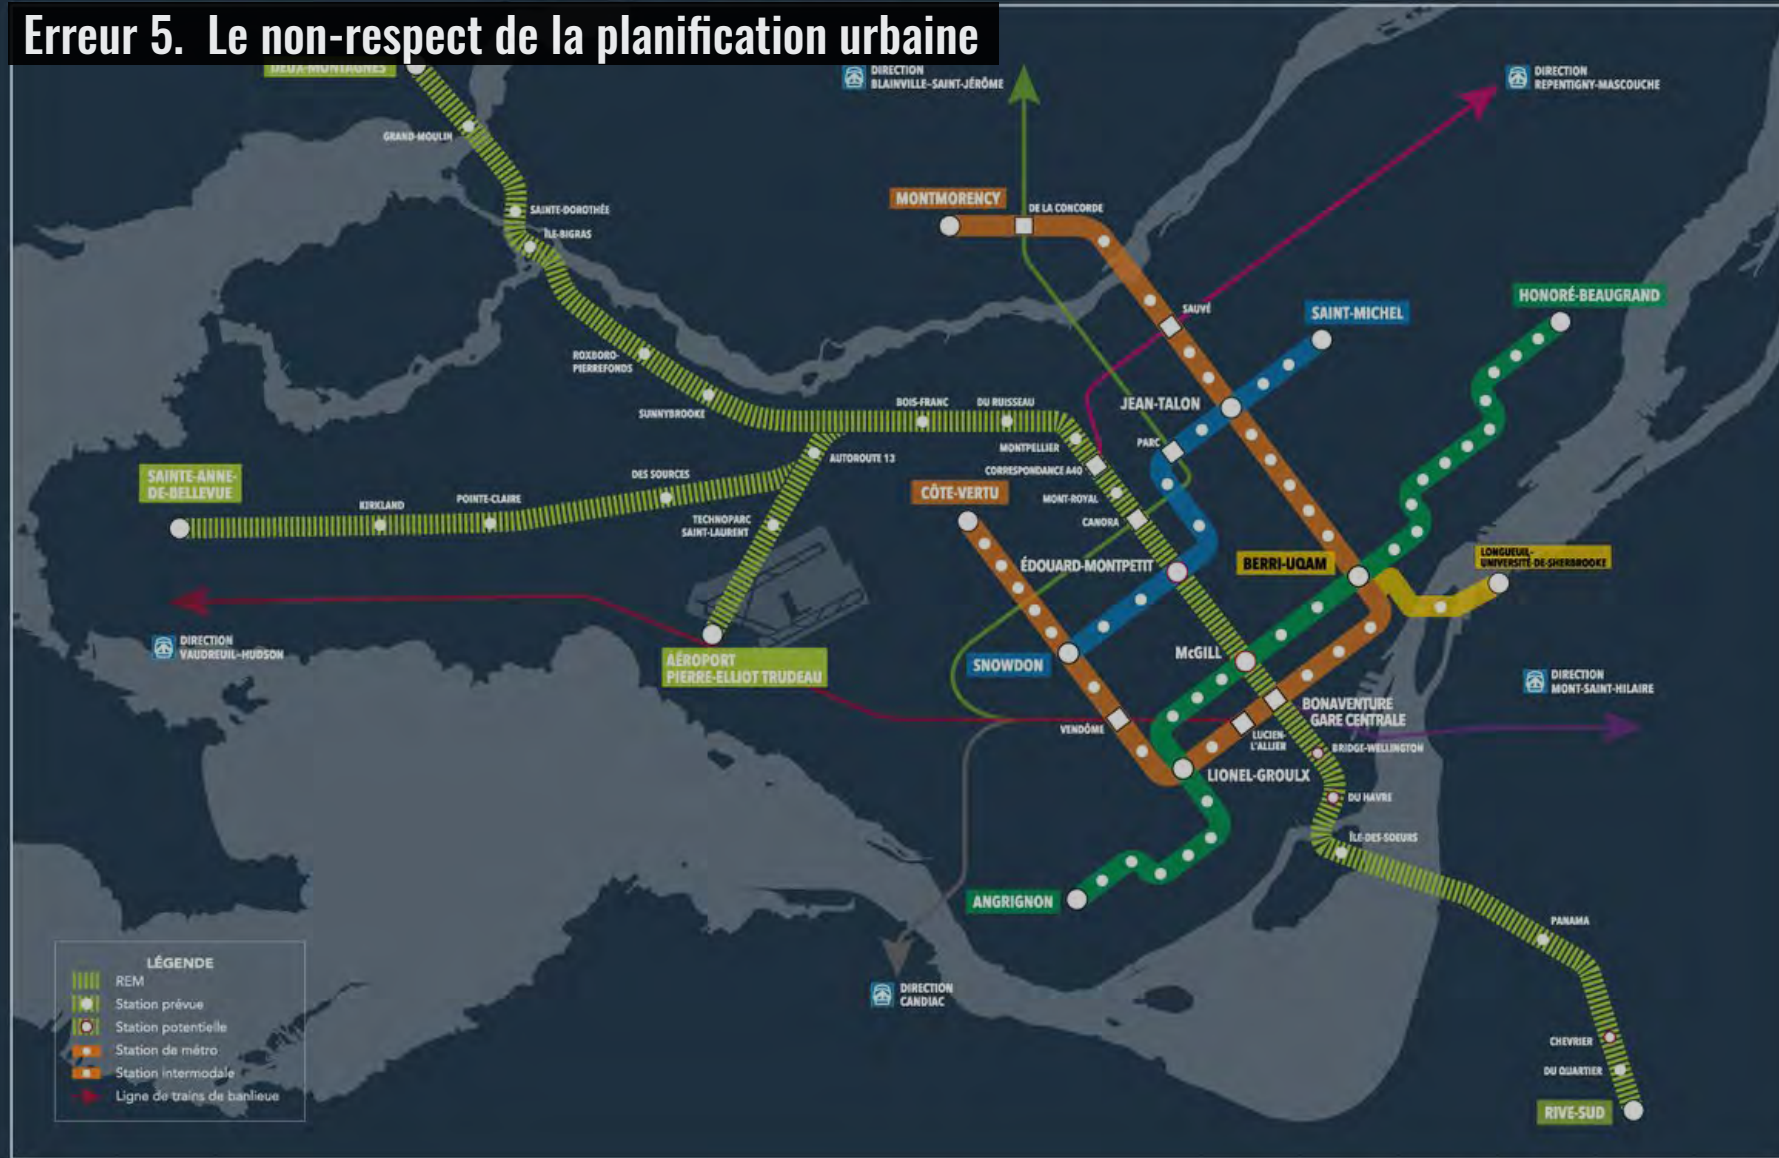 Erreur 5. Le non-respect de la planification urbaine
DEUX-MONTAGNES
DIRECTION
BLAINVILLE-SAINT-JÉRÔME
DIRECTION
REPENTIGNY-MASCOUCHE
GRAND-MOULIN
MONTMORENCY
DE LA CONCORDE
SAINTE-DOROTHÉE
ÎLE-BIGRAS
SAUVÉ
SAINT-MICHEL
HONORÉ-BEAUGRAND
ROXBORO-
PIERREFONDS
SUNNYBROOKE
BOIS-FRANC
DU RUISSEAU
JEAN-TALON
MONTPELLIER
PARC
AUTOROUTE 13
CORRESPONDANCE A40
SAINTE-ANNE-
DE-BELLEVUE
DES SOURCES
KIRKLAND
POINTE-CLAIRE
CÔTE-VERTU
MONT-ROYAL
TECHNOPARC
SAINT-LAURENT
CANORA
ÉDOUARD-MONTPETIT
BERRI-UQAM
LONGUEUIL-
UNIVERSITÉ-DE-SHERBROOKE
DIRECTION
VAUDREUIL-HUDSON
AÉROPORT
PIERRE-ELLIOT TRUDEAU
SNOWDON
McGILL
DIRECTION
MONT-SAINT-HILAIRE
VENDÔME
BONAVENTURE
GARE CENTRALE
LUCIEN-
L'ALLIER
BRIDGE-WELLINGTON
LIONEL-GROULX
DU HAVRE
ÎLE-DES-SOEURS
ANGRIGNON
PANAMA
DIRECTION
CANDIAC
CHEVRIER
DU QUARTIER
RIVE-SUD
LÉGENDE
REM
Station prévue
Station potentielle
Station de métro
Station intermodale
Ligne de trains de banlieue